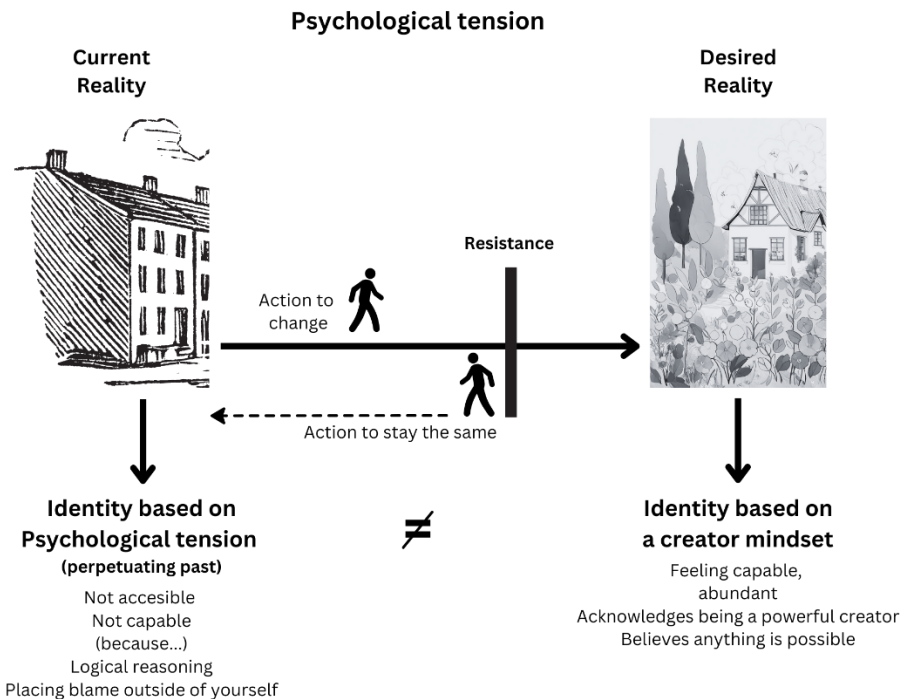 Psychological tension
Current
Reality
Desired
Reality
Resistance
Action to
change
Action to stay the same
Identity based on
Psychological tension
(perpetuating past)
Not accesible
Not capable
(because...)
Logical reasoning
Placing blame outside of yourself
≠
Identity based on
a creator mindset
Feeling capable,
abundant
Acknowledges being a powerful creator
Believes anything is possible